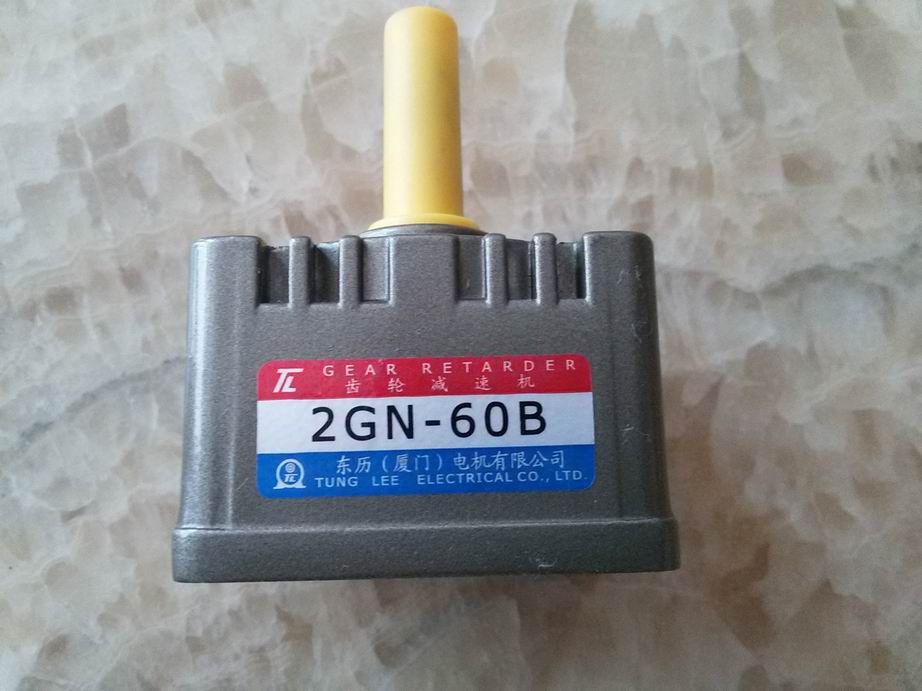 TL GEAR RETARDER
齿轮减速机
2GN-60B
东历(厦门)电机有限公司
TUNG LEE ELECTRICAL CO., LTD.